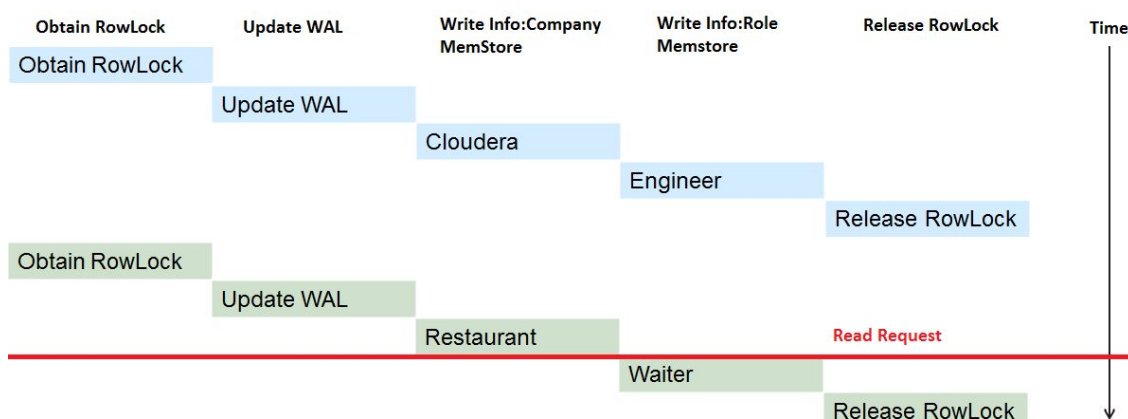 Obtain RowLock
Update WAL
Write Info:Company
MemStore
Write Info:Role
Memstore
Release RowLock
Time
Obtain RowLock
Update WAL
Cloudera
Engineer
Release RowLock
Obtain RowLock
Update WAL
Restaurant
Read Request
Waiter
Release RowLock